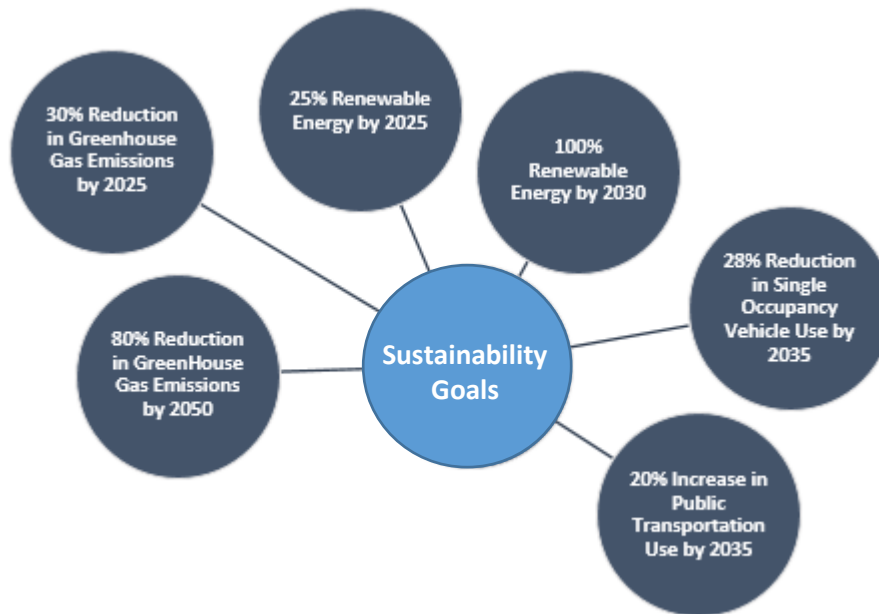 30% Reduction
in Greenhouse
Gas Emissions
by 2025
25% Renewable
Energy by 2025
100%
Renewable
Energy by 2030
28% Reduction
in Single
Occupancy
Vehicle Use by
2035
80% Reduction
in GreenHouse
Gas Emissions
by 2050
Sustainability
Goals
20% Increase in
Public
Transportation
Use by 2035